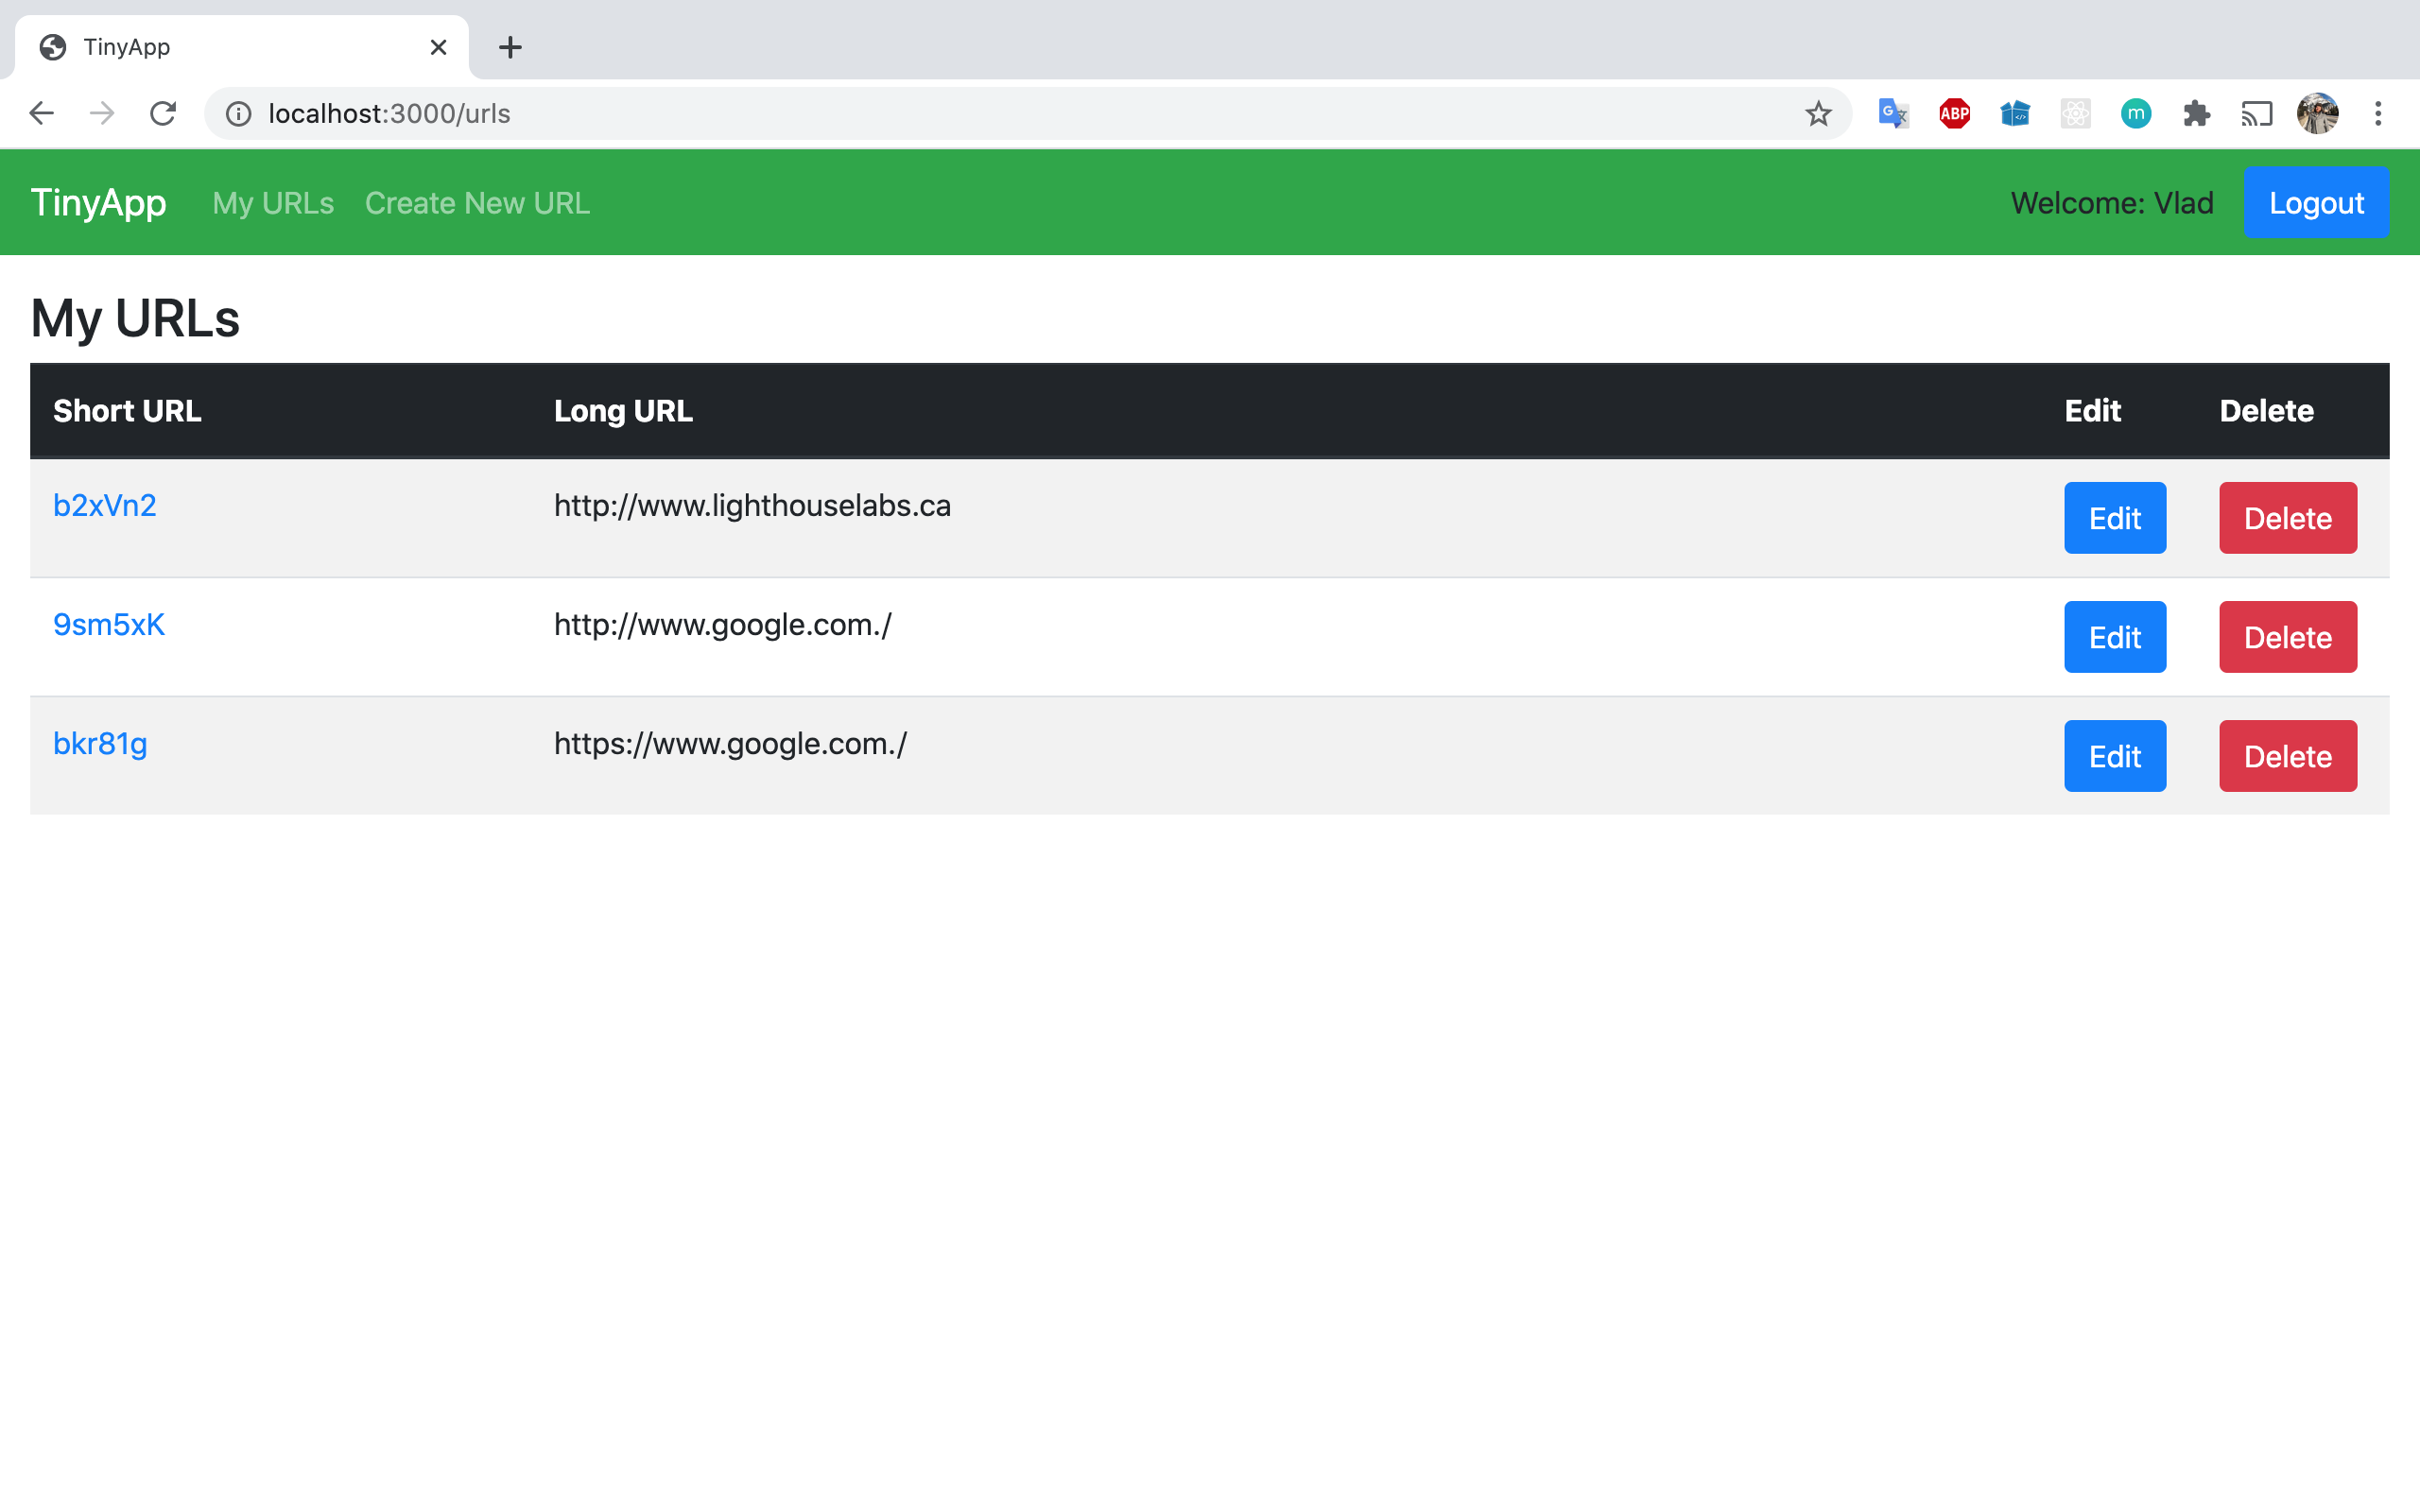 TinyApp
localhost:3000/urls
ABP
m
TinyApp My URLs Create New URL Welcome: Vlad Logout
My URLs
Short URL Long URL Edit Delete
b2xVn2 http://www.lighthouselabs.ca Edit Delete
9sm5xK http://www.google.com./ Edit Delete
bkr81g https://www.google.com./ Edit Delete